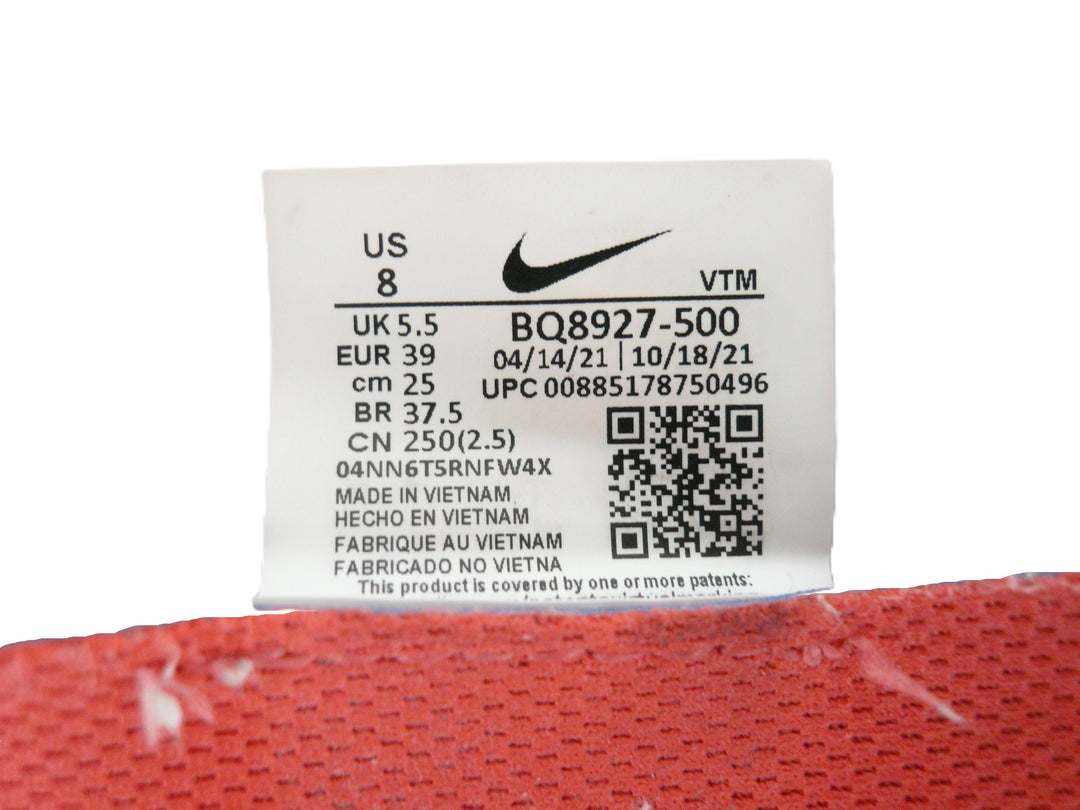 US
8
VTM
UK 5.5
EUR 39
cm 25
BR 37.5
CN 250(2.5)
BQ8927-500
04/14/21 | 10/18/21
UPC 00885178750496
04NN6T5RNFW4X
MADE IN VIETNAM
HECHO EN VIETNAM
FABRIQUE AU VIETNAM
FABRICADO NO VIETNA
This product is covered by one or more patents: